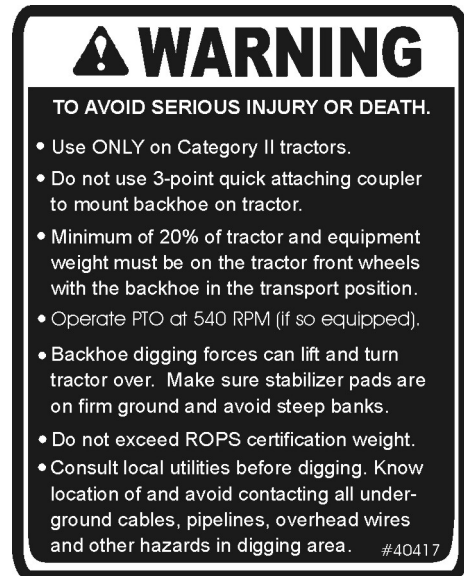 WARNING
TO AVOID SERIOUS INJURY OR DEATH.
• Use ONLY on Category II tractors.
• Do not use 3-point quick attaching coupler
to mount backhoe on tractor.
• Minimum of 20% of tractor and equipment
weight must be on the tractor front wheels
with the backhoe in the transport position.
• Operate PTO at 540 RPM (if so equipped).
• Backhoe digging forces can lift and turn
tractor over. Make sure stabilizer pads are
on firm ground and avoid steep banks.
• Do not exceed ROPS certification weight.
• Consult local utilities before digging. Know
location of and avoid contacting all under-
ground cables, pipelines, overhead wires
and other hazards in digging area. #40417